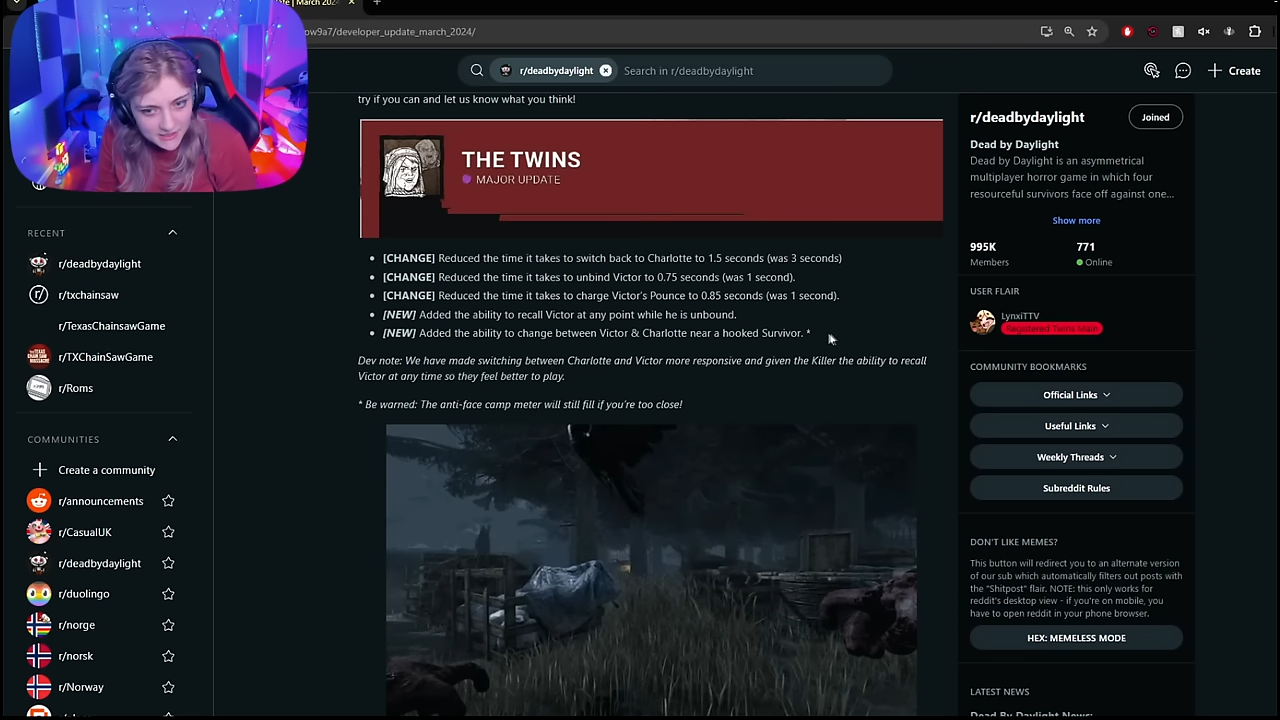 | March 202
ow9a7/developer_update_march_2024/
r/deadbydaylight
Search in r/deadbydaylight
Create
try if you can and let us know what you think!
THE TWINS
MAJOR UPDATE
[CHANGE] Reduced the time it takes to switch back to Charlotte to 1.5 seconds (was 3 seconds)
[CHANGE] Reduced the time it takes to unbind Victor to 0.75 seconds (was 1 second).
[CHANGE] Reduced the time it takes to charge Victor's Pounce to 0.85 seconds (was 1 second).
[NEW] Added the ability to recall Victor at any point while he is unbound.
[NEW] Added the ability to change between Victor & Charlotte near a hooked Survivor. *
Dev note: We have made switching between Charlotte and Victor more responsive and given the Killer the ability to recall
Victor at any time so they feel better to play.
* Be warned: The anti-face camp meter will still fill if you're too close!
RECENT
r/deadbydaylight
r/txchainsaw
r/TexasChainsawGame
r/TXChainSawGame
r/Roms
COMMUNITIES
Create a community
r/announcements
r/CasualUK
r/deadbydaylight
r/duolingo
r/norge
r/norsk
r/Norway
r/deadbydaylight
Joined
Dead by Daylight
Dead by Daylight is an asymmetrical
multiplayer horror game in which four
resourceful survivors face off against one...
Show more
995K
771
Members
Online
USER FLAIR
LynxiTTV
Registered Twins Main
COMMUNITY BOOKMARKS
Official Links
Useful Links
Weekly Threads
Subreddit Rules
DON'T LIKE MEMES?
This button will redirect you to an alternate version
of our sub which automatically filters out posts with
the "Shitpost" flair. NOTE: this only works for
reddit's desktop view - if you're on mobile, you
have to open reddit in your phone browser.
HEX: MEMELESS MODE
LATEST NEWS
Dead By Daylight News: